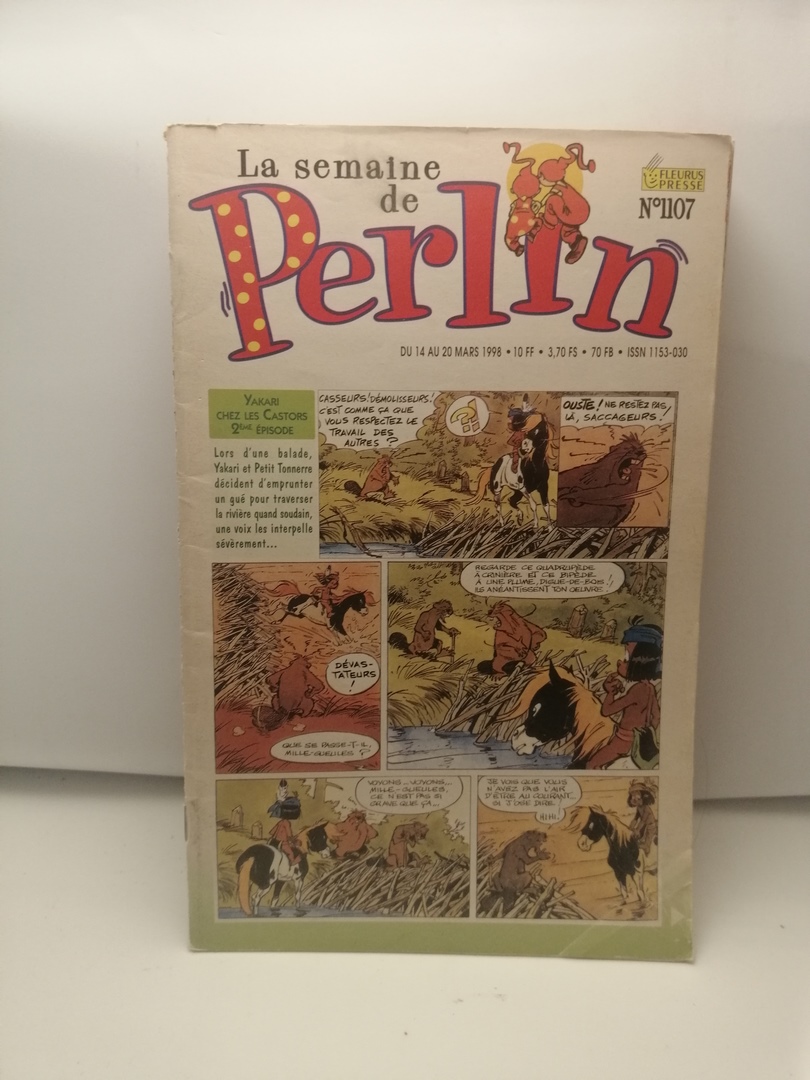 La semaine
de
Perlin
FLEURUS
PRESSE
N°1107
DU 14 AU 20 MARS 1998 • 10 FF • 3,70 FS • 70 FB • ISSN 1153-030
YAKARI
CHEZ LES CASTORS
2ÈME ÉPISODE
Lors d'une balade,
Yakari et Petit Tonnerre
décident d'emprunter
un gué pour traverser
la rivière quand soudain,
une voix les interpelle
sévèrement...
CASSEURS! DÉMOLISSEURS!
C'EST COMME ÇA QUE
VOUS RESPECTEZ LE
TRAVAIL DES
AUTRES ?
?!
OUSTE! NE RESTEZ PAS
LÀ, SACCAGEURS!
DÉVAS-
TATEURS
!
QUE SE PASSE-T-IL,
MILLE-GUEULES ?
REGARDE CE QUADRUPÈDE
À CRINIÈRE ET CE BIPÈDE
À UNE PLUME, DIGUE-DE-BOIS!
ILS ANÉANTISSENT TON ŒUVRE!
VOYONS... VOYONS...
MILLE-GUEULES,
CE N'EST PAS SI
GRAVE QUE ÇA...
JE VOIS QUE VOUS
N'AVEZ PAS L'AIR
D'ÊTRE AU COURANT...
SI J'OSE DIRE.
HIHI!